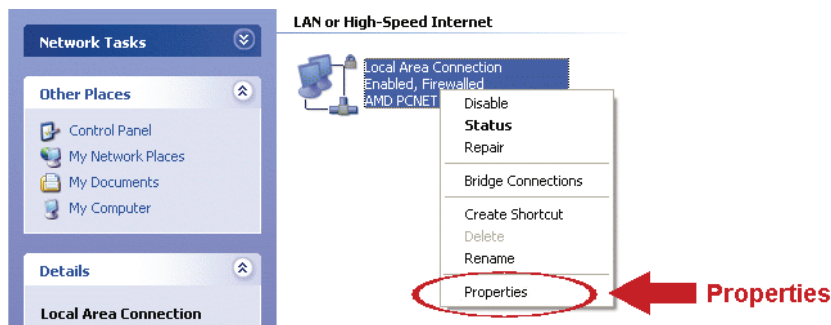 Network Tasks
Other Places
Control Panel
My Network Places
My Documents
My Computer
Details
Local Area Connection
LAN or High-Speed Internet
Local Area Connection
Enabled, Firewalled
AMD PCNET
Disable
Status
Repair
Bridge Connections
Create Shortcut
Delete
Rename
Properties
Properties